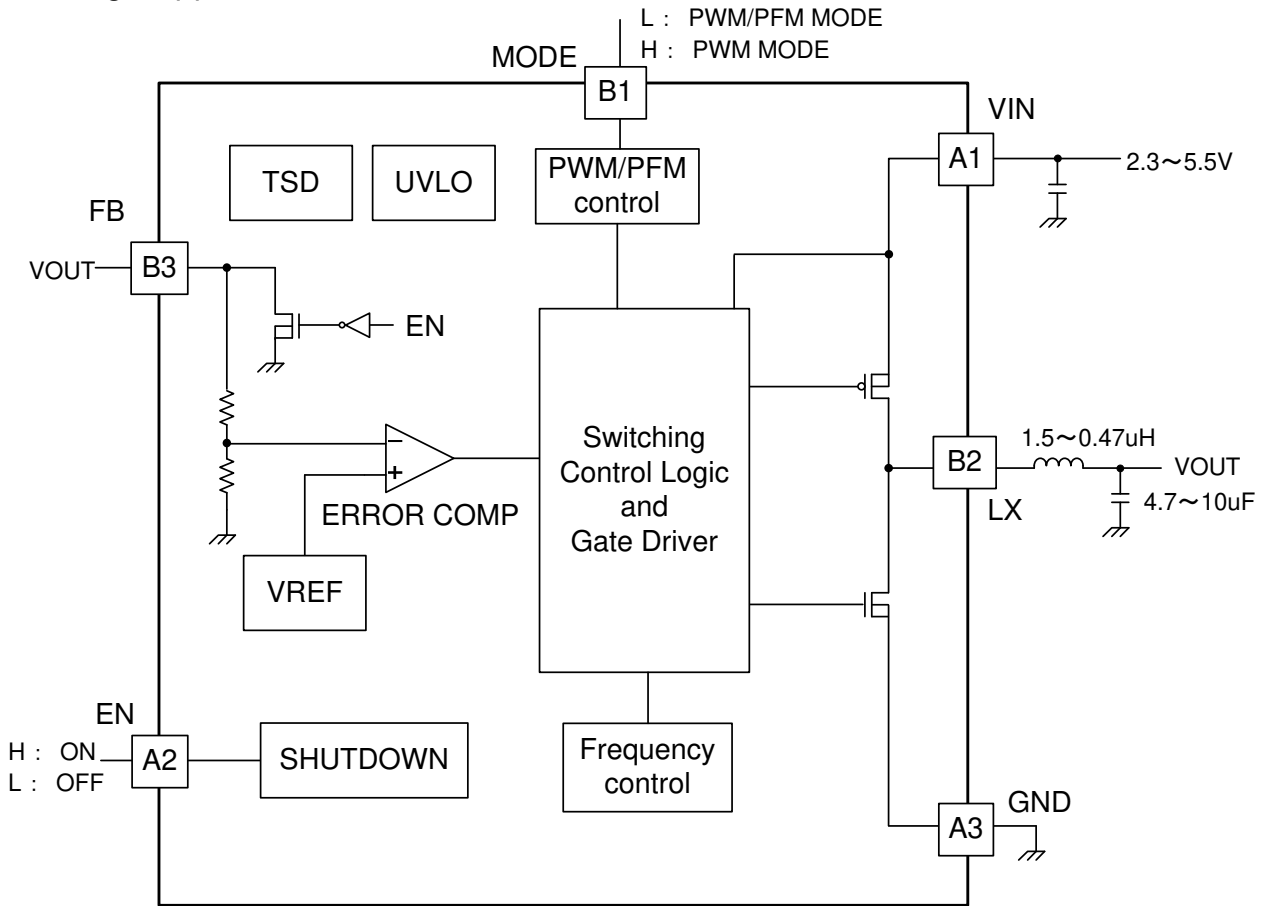 L : PWM/PFM MODE
H : PWM MODE
MODE
B1
VIN
A1
2.3～5.5V
TSD
UVLO
PWM/PFM
control
FB
VOUT
B3
EN
Switching
Control Logic
and
Gate Driver
−
+
ERROR COMP
VREF
1.5～0.47uH
B2
VOUT
LX
4.7～10uF
EN
H : ON
L : OFF
A2
SHUTDOWN
Frequency
control
GND
A3